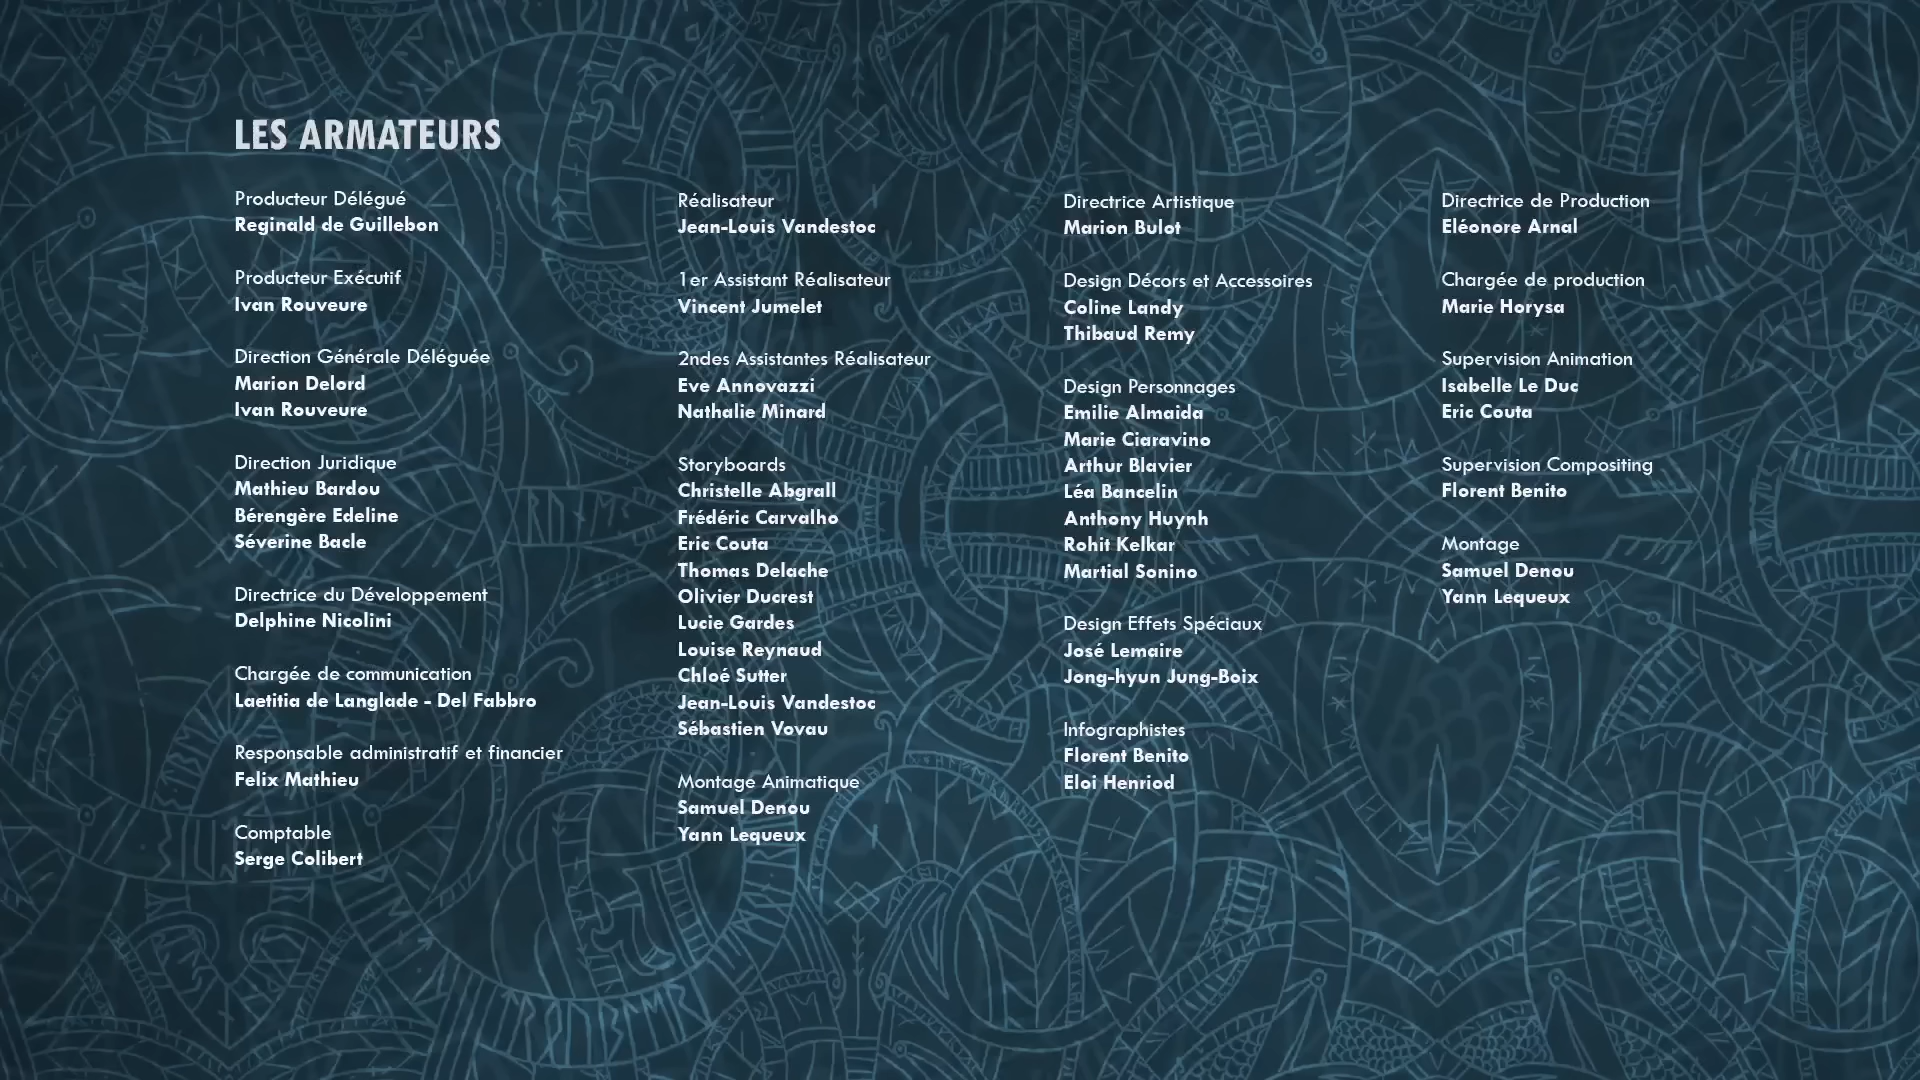 LES ARMATEURS
Producteur Délégué
Reginald de Guillebon
Producteur Exécutif
Ivan Rouveure
Direction Générale Déléguée
Marion Delord
Ivan Rouveure
Direction Juridique
Mathieu Bardou
Bérengère Edeline
Séverine Bacle
Directrice du Développement
Delphine Nicolini
Chargée de communication
Laetitia de Langlade - Del Fabbro
Responsable administratif et financier
Felix Mathieu
Comptable
Serge Colibert
Réalisateur
Jean-Louis Vandestoc
1er Assistant Réalisateur
Vincent Jumelet
2ndes Assistantes Réalisateur
Eve Annovazzi
Nathalie Minard
Storyboards
Christelle Abgrall
Frédéric Carvalho
Eric Couta
Thomas Delache
Olivier Ducrest
Lucie Gardes
Louise Reynaud
Chloé Sutter
Jean-Louis Vandestoc
Sébastien Vovau
Montage Animatique
Samuel Denou
Yann Lequeux
Directrice Artistique
Marion Bulot
Design Décors et Accessoires
Coline Landy
Thibaud Remy
Design Personnages
Emilie Almaida
Marie Ciaravino
Arthur Blavier
Léa Bancelin
Anthony Huynh
Rohit Kelkar
Martial Sonino
Design Effets Spéciaux
José Lemaire
Jong-hyun Jung-Boix
Infographistes
Florent Benito
Eloi Henriod
Directrice de Production
Eléonore Arnal
Chargée de production
Marie Horysa
Supervision Animation
Isabelle Le Duc
Eric Couta
Supervision Compositing
Florent Benito
Montage
Samuel Denou
Yann Lequeux